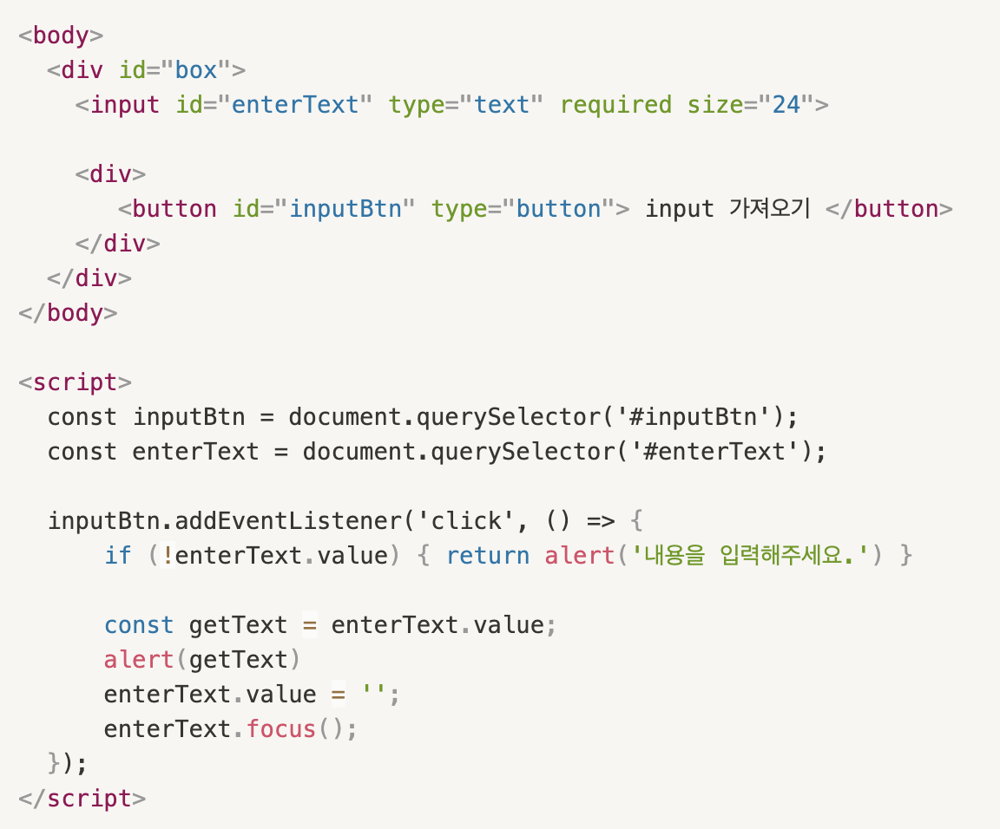 <body>
  <div id="box">
    <input id="enterText" type="text" required size="24">

    <div>
       <button id="inputBtn" type="button"> input 가져오기 </button>
    </div>
  </div>
</body>

<script>
  const inputBtn = document.querySelector('#inputBtn');
  const enterText = document.querySelector('#enterText');

  inputBtn.addEventListener('click', () => {
      if (!enterText.value) { return alert('내용을 입력해주세요.') }

      const getText = enterText.value;
      alert(getText)
      enterText.value = '';
      enterText.focus();
  });
</script>